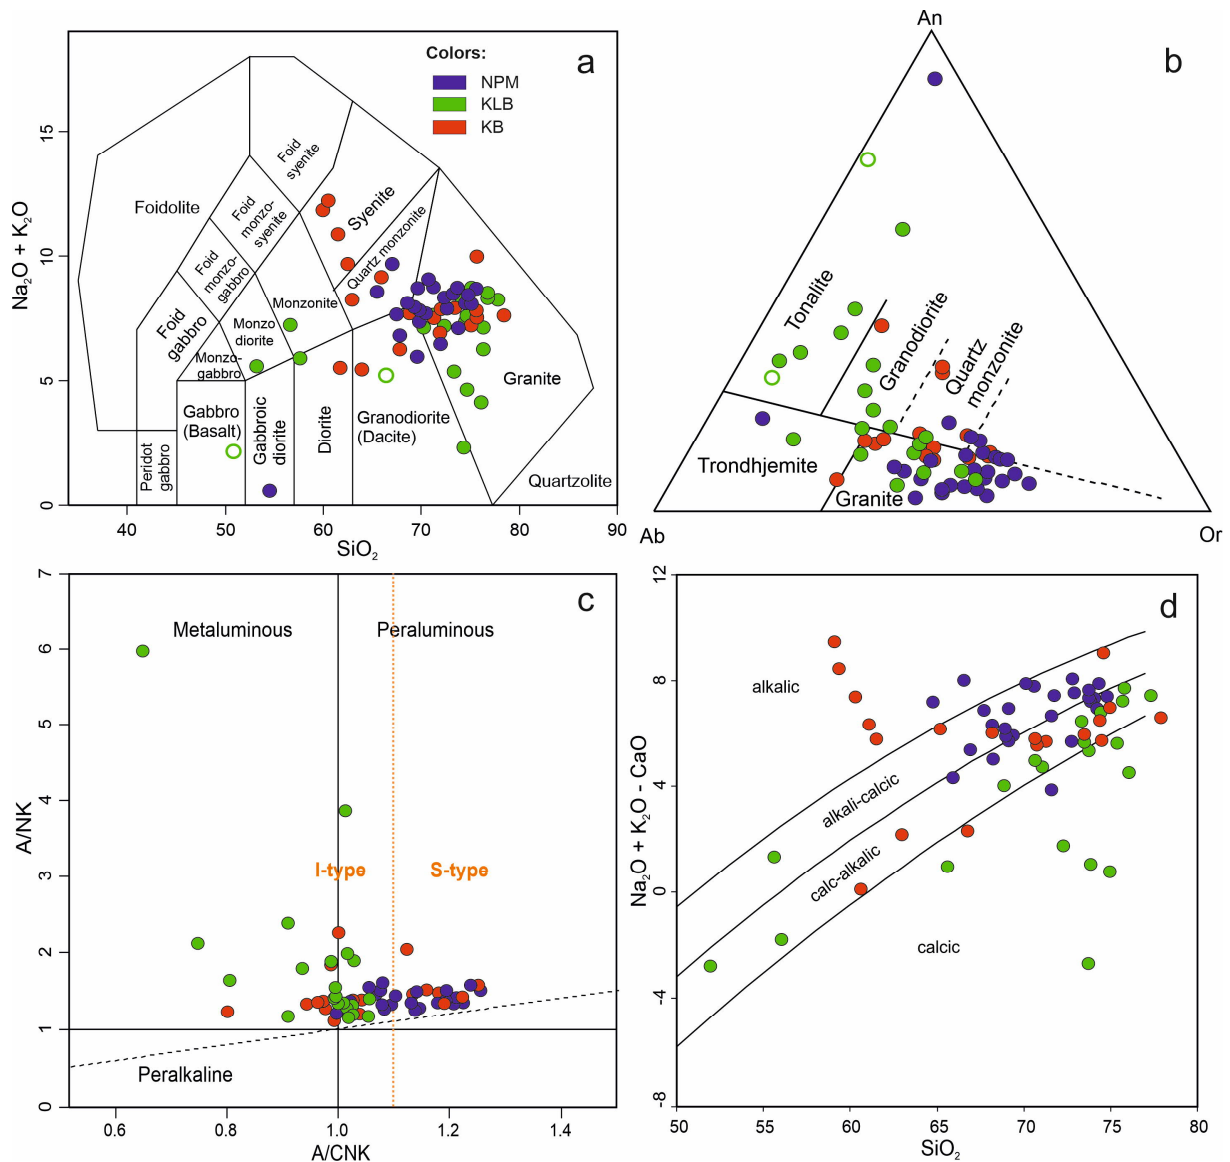 a
Colors:
NPM
KLB
KB
Foidolite
Foid
syenite
Foid
monzo-
syenite
Syenite
Quartz monzonite
Foid
monzo-
gabbro
Monzonite
Foid
gabbro
Monzo
diorite
Monzo-
gabbro
Gabbro
(Basalt)
Gabbroic
diorite
Diorite
Granodiorite
(Dacite)
Granite
Quartzolite
Peridot
gabbro
Na2O + K2O
15
10
5
0
40
50
60
70
80
90
SiO2
b
An
Tonalite
Granodiorite
Quartz
monzonite
Trondhjemite
Granite
Ab
Or
c
Metaluminous
Peraluminous
I-type
S-type
Peralkaline
A/NK
7
6
5
4
3
2
1
0
0.6
0.8
1.0
1.2
1.4
A/CNK
d
alkalic
alkali-calcic
calc-alkalic
calcic
Na2O + K2O - CaO
12
8
4
0
-4
-8
50
55
60
65
70
75
80
SiO2